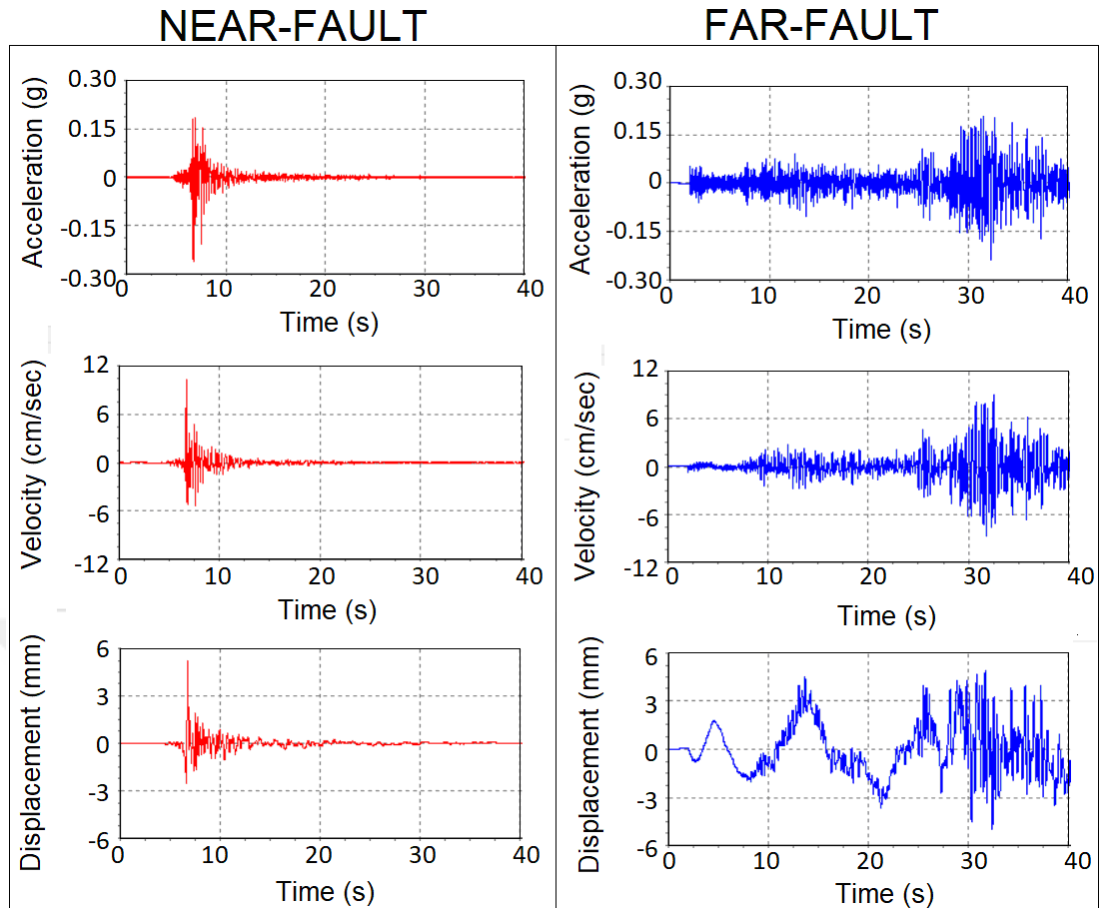 NEAR-FAULT
FAR-FAULT
Acceleration (g)
0.30
0.15
0
-0.15
-0.30
0 10 20 30 40
Time (s)
Acceleration (g)
0.30
0.15
0
-0.15
-0.30
0 10 20 30 40
Time (s)
Velocity (cm/sec)
12
6
0
-6
-12
0 10 20 30 40
Time (s)
Velocity (cm/sec)
12
6
0
-6
-12
0 10 20 30 40
Time (s)
Displacement (mm)
6
3
0
-3
-6
0 10 20 30 40
Time (s)
Displacement (mm)
6
3
0
-3
-6
0 10 20 30 40
Time (s)